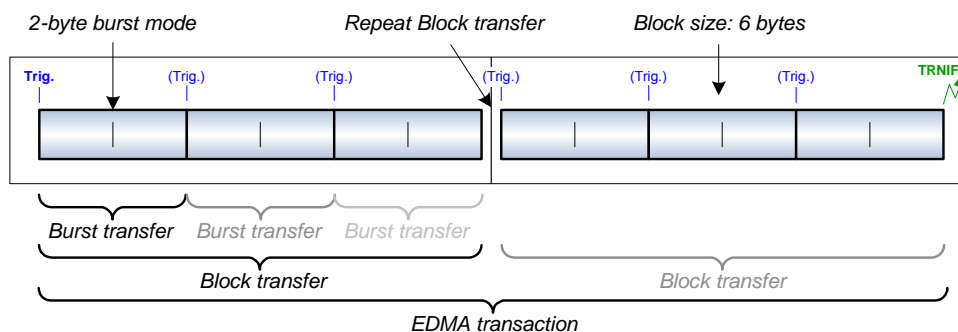 2-byte burst mode Repeat Block transfer Block size: 6 bytes
Trig. (Trig.) (Trig.) (Trig.) (Trig.) (Trig.) TRNIF
Burst transfer Burst transfer Burst transfer
Block transfer Block transfer
EDMA transaction